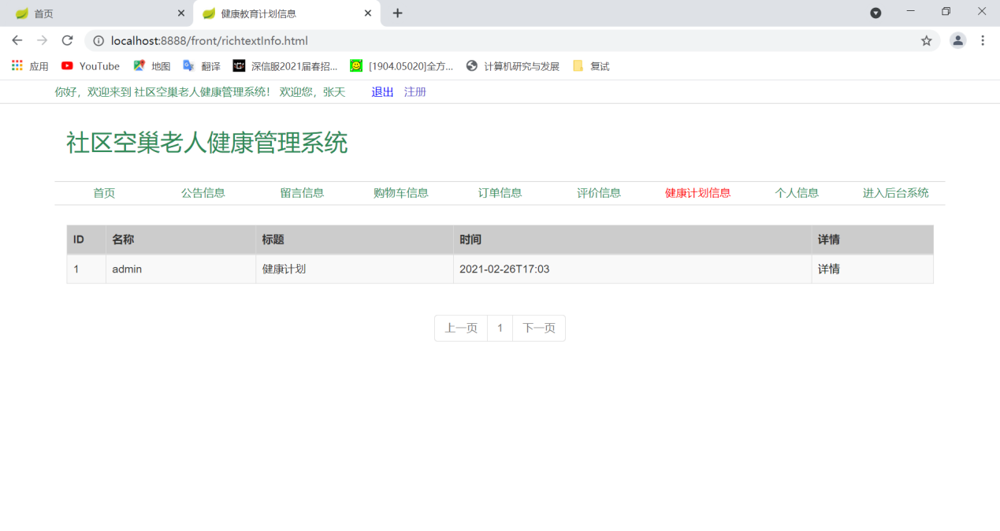 首页
健康教育计划信息
localhost:8888/front/richtextInfo.html
应用 YouTube 地图 翻译 深信服2021届春招... [1904.05020]全方... 计算机研究与发展 复试
你好，欢迎来到 社区空巢老人健康管理系统! 欢迎您，张天 退出 注册
社区空巢老人健康管理系统
首页 公告信息 留言信息 购物车信息 订单信息 评价信息 健康计划信息 个人信息 进入后台系统
ID 名称 标题 时间 详情
1 admin 健康计划 2021-02-26T17:03 详情
上一页 1 下一页